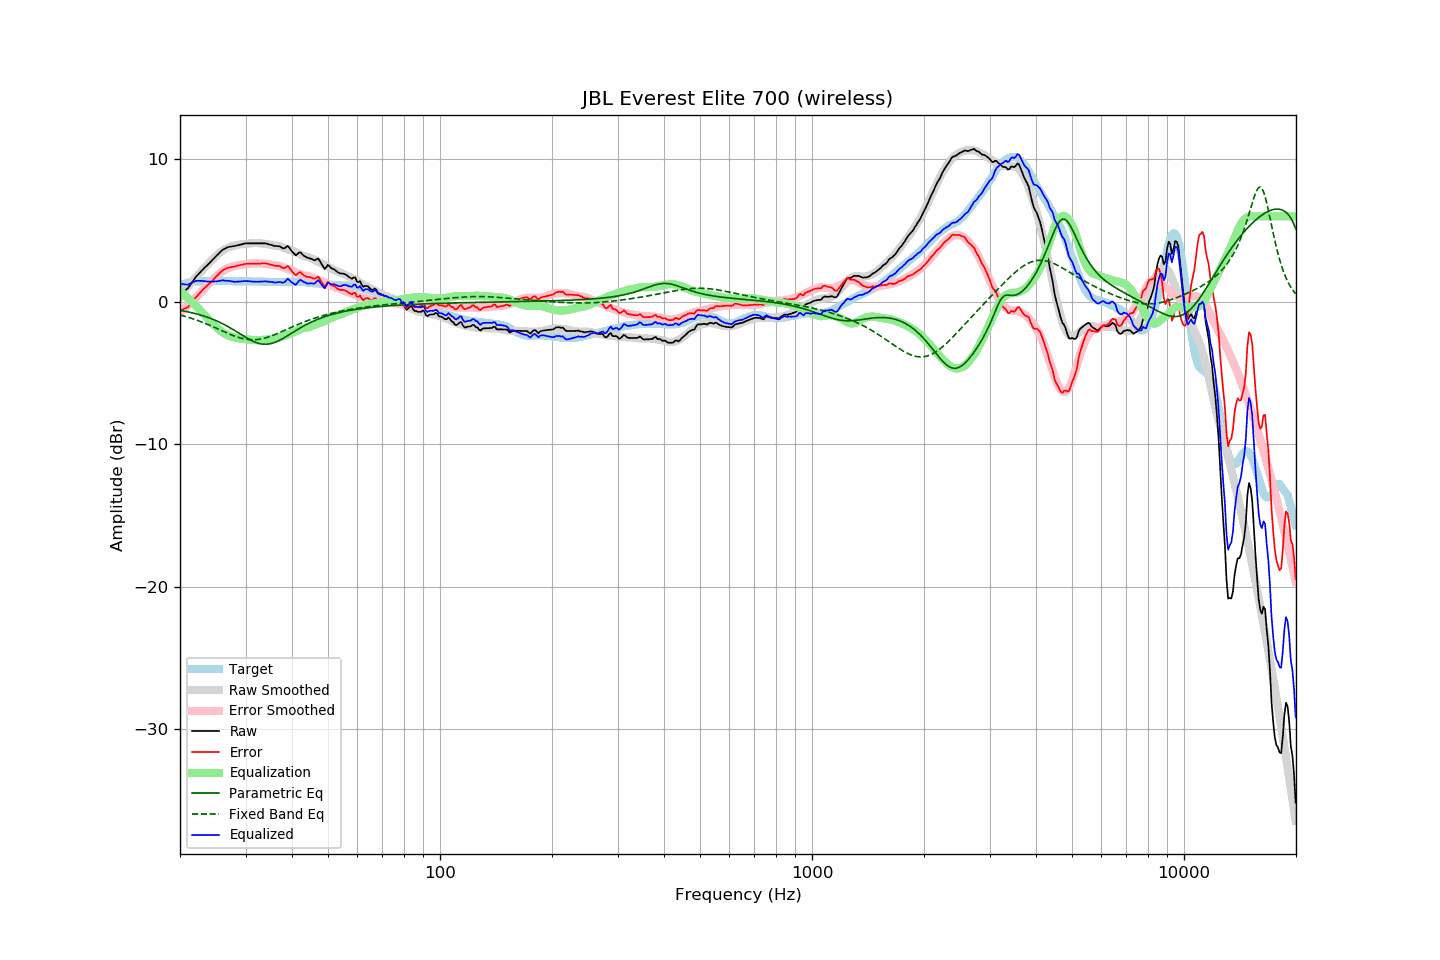 JBL Everest Elite 700 (wireless)
10
0
−10
−20
−30
Amplitude (dBr)
Target
Raw Smoothed
Error Smoothed
Raw
Error
Equalization
Parametric Eq
Fixed Band Eq
Equalized
100
1000
10000
Frequency (Hz)